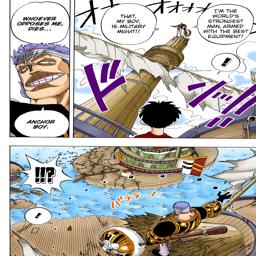 I'M THE
WORLD'S
STRONGEST
MAN, ARMED
WITH THE BEST
EQUIPMENT!
THAT,
MY BOY,
IS MILITARY
MIGHT!!
WHOEVER
OPPOSES ME,
DIES...
ANCHOR
BOY.
!
!!?
!